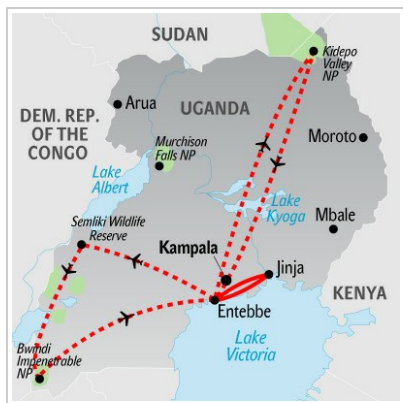 SUDAN
Kidepo
Valley
NP
DEM. REP.
OF THE
CONGO
Arua
UGANDA
Moroto
Murchison
Falls NP
Lake
Albert
Lake
Kyoga
Mbale
Semliki Wildlife
Reserve
Kampala
Jinja
KENYA
Entebbe
Bwindi
Impenetrable
NP
Lake
Victoria